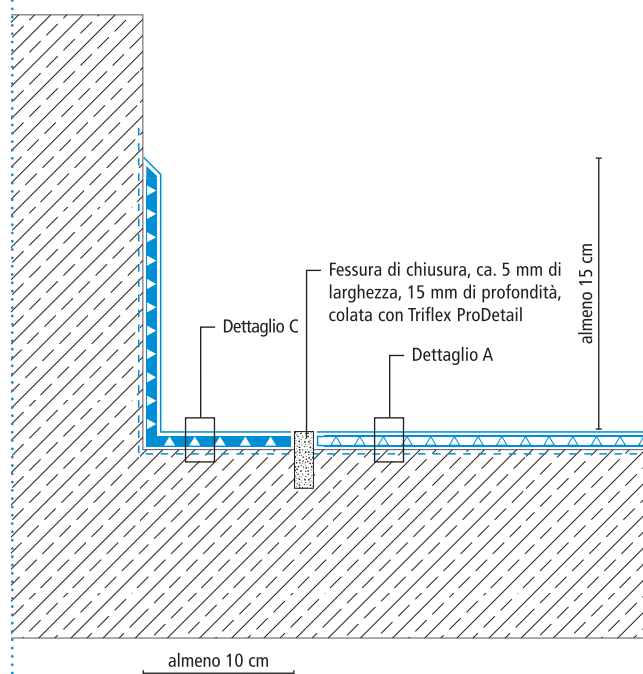 Fessura di chiusura, ca. 5 mm di
larghezza, 15 mm di profondità,
colata con Triflex ProDetail
Dettaglio C
Dettaglio A
almeno 15 cm
almeno 10 cm